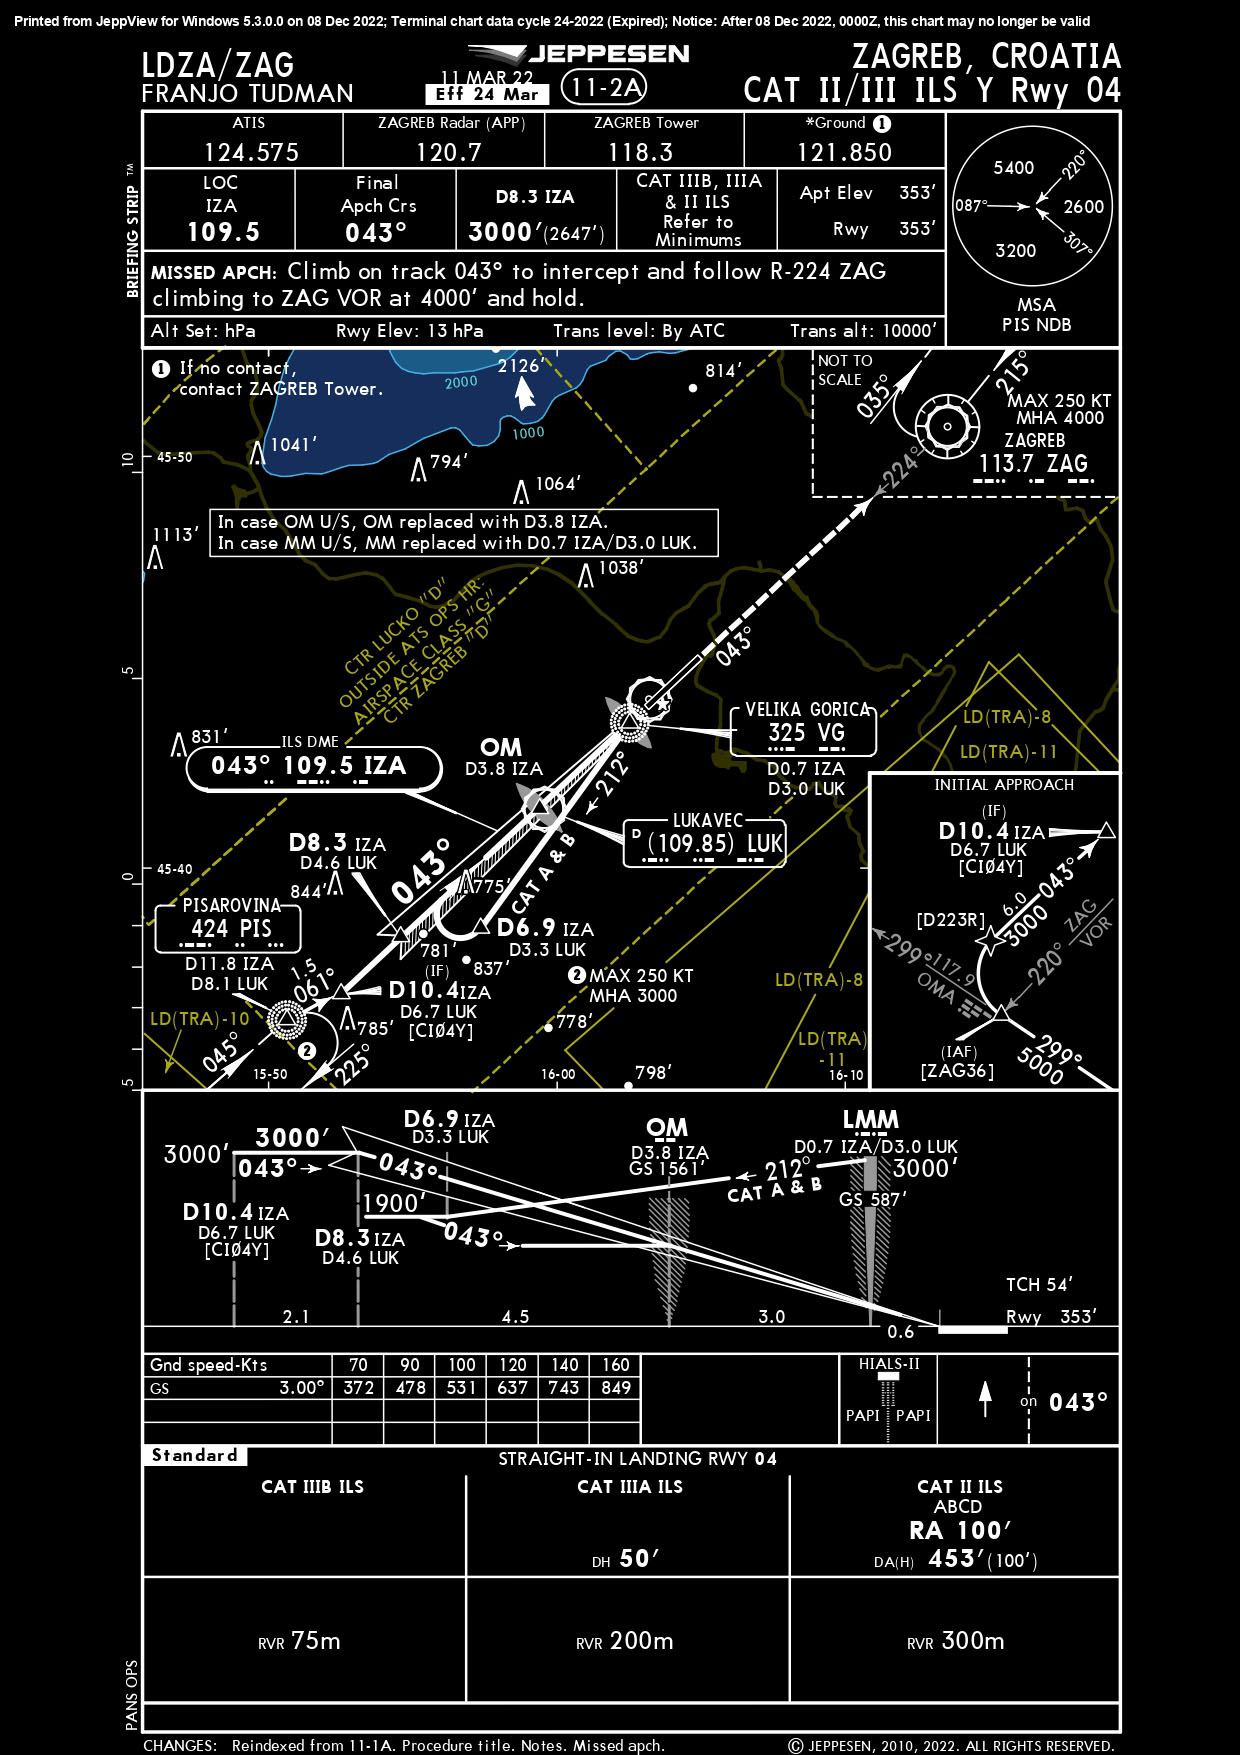 Printed from JeppView for Windows 5.3.0.0 on 08 Dec 2022; Terminal chart data cycle 24-2022 (Expired); Notice: After 08 Dec 2022, 0000Z, this chart may no longer be valid
LDZA/ZAG
FRANJO TUDMAN
JEPPESEN
11 MAR 22
Eff 24 Mar
11-2A
ZAGREB, CROATIA
CAT II/III ILS Y Rwy 04
BRIEFING STRIP ™
ATIS
124.575
ZAGREB Radar (APP)
120.7
ZAGREB Tower
118.3
*Ground 1
121.850
LOC
IZA
109.5
Final
Apch Crs
043°
D8.3 IZA
3000′(2647′)
CAT IIIB, IIIA
& II ILS
Refer to
Minimums
Apt Elev 353′
Rwy 353′
MISSED APCH: Climb on track 043° to intercept and follow R-224 ZAG
climbing to ZAG VOR at 4000′ and hold.
Alt Set: hPa Rwy Elev: 13 hPa Trans level: By ATC Trans alt: 10000′
5400
220°
087°
2600
3200
307°
MSA
PIS NDB
1 If no contact,
contact ZAGREB Tower.
2126′
2000
1000
814′
NOT TO
SCALE
035°
215°
MAX 250 KT
MHA 4000
ZAGREB
113.7 ZAG
224°
10
45-50
1041′
794′
1064′
In case OM U/S, OM replaced with D3.8 IZA.
In case MM U/S, MM replaced with D0.7 IZA/D3.0 LUK.
1113′
1038′
CTR LUCKO "D"
OUTSIDE ATS OPS HR:
AIRSPACE CLASS "G"
CTR ZAGREB "D"
043°
5
VELIKA GORICA
325 VG
D0.7 IZA
D3.0 LUK
LD(TRA)-8
LD(TRA)-11
831′
ILS DME
043° 109.5 IZA
OM
D3.8 IZA
212°
LUKAVEC
D (109.85) LUK
CAT A & B
D8.3 IZA
D4.6 LUK
043°
45-40
0
844′
775′
PISAROVINA
424 PIS
D11.8 IZA
D8.1 LUK
D6.9 IZA
D3.3 LUK
781′
(IF)
837′
1.5
061°
D10.4 IZA
D6.7 LUK
[CIØ4Y]
2 MAX 250 KT
MHA 3000
LD(TRA)-10
785′
778′
2
045°
225°
LD(TRA)-8
LD(TRA)
-11
798′
5
15-50
16-00
16-10
INITIAL APPROACH
(IF)
D10.4 IZA
D6.7 LUK
[CIØ4Y]
043°
6.0
3000
[D223R]
ZAG
VOR
220°
299°
117.9
OMA
(IAF)
[ZAG36]
299°
5000
D6.9 IZA
D3.3 LUK
OM
D3.8 IZA
GS 1561′
LMM
D0.7 IZA/D3.0 LUK
3000′
3000′
043°
043°
212°
CAT A & B
3000′
GS 587′
1900′
043°
D10.4 IZA
D6.7 LUK
[CIØ4Y]
D8.3 IZA
D4.6 LUK
TCH 54′
Rwy 353′
2.1
4.5
3.0
0.6
Gnd speed-Kts 70 90 100 120 140 160
GS 3.00° 372 478 531 637 743 849
HIALS-II
PAPI PAPI
on 043°
Standard
STRAIGHT-IN LANDING RWY 04
CAT IIIB ILS
CAT IIIA ILS
DH 50′
CAT II ILS
ABCD
RA 100′
DA(H) 453′(100′)
RVR 75m
RVR 200m
RVR 300m
PANS OPS
CHANGES: Reindexed from 11-1A. Procedure title. Notes. Missed apch.
© JEPPESEN, 2010, 2022. ALL RIGHTS RESERVED.